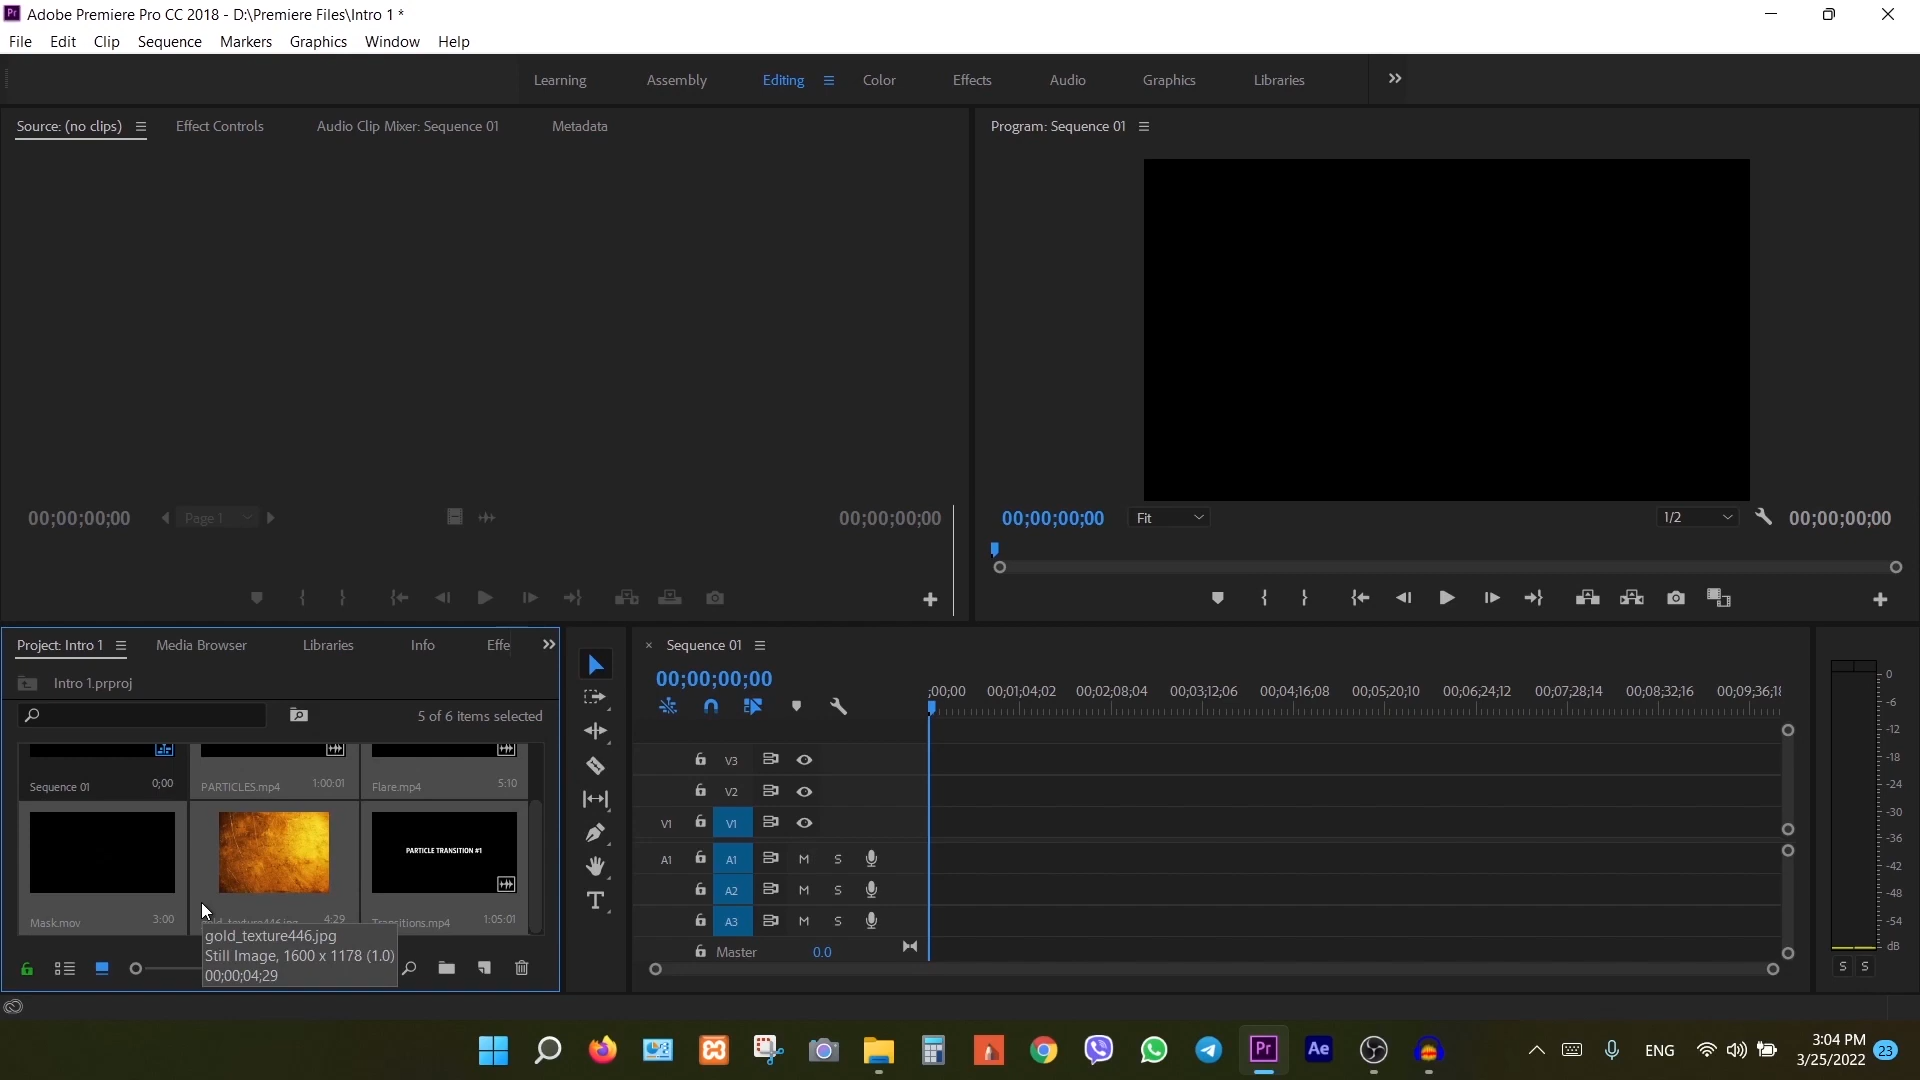 Adobe Premiere Pro CC 2018 - D:\Premiere Files\Intro 1 *
File Edit Clip Sequence Markers Graphics Window Help
Learning Assembly Editing Color Effects Audio Graphics Libraries
Source: (no clips) Effect Controls Audio Clip Mixer: Sequence 01 Metadata
Program: Sequence 01
00;00;00;00 Page 1 00;00;00;00
00;00;00;00 Fit 1/2 00;00;00;00
Project: Intro 1 Media Browser Libraries Info Effe
Intro 1.prproj
5 of 6 items selected
Sequence 01 0;00 PARTICLES.mp4 1:00:01 Flare.mp4 5:10
PARTICLE TRANSITION #1
Mask.mov 3:00 gold_texture446.jpg 4:29 Transitions.mp4 1:05:01
gold_texture446.jpg
Still Image, 1600 x 1178 (1.0)
00;00;04;29
Sequence 01
00;00;00;00
;00;00 00;01;04;02 00;02;08;04 00;03;12;06 00;04;16;08 00;05;20;10 00;06;24;12 00;07;28;14 00;08;32;16 00;09;36;18
V3
V2
V1 V1
A1 A1 M S
A2 M S
A3 M S
Master 0.0
0
-6
-12
-18
-24
-30
-36
-42
-48
-54
dB
S S
Pr Ae
ENG
3:04 PM
3/25/2022
23